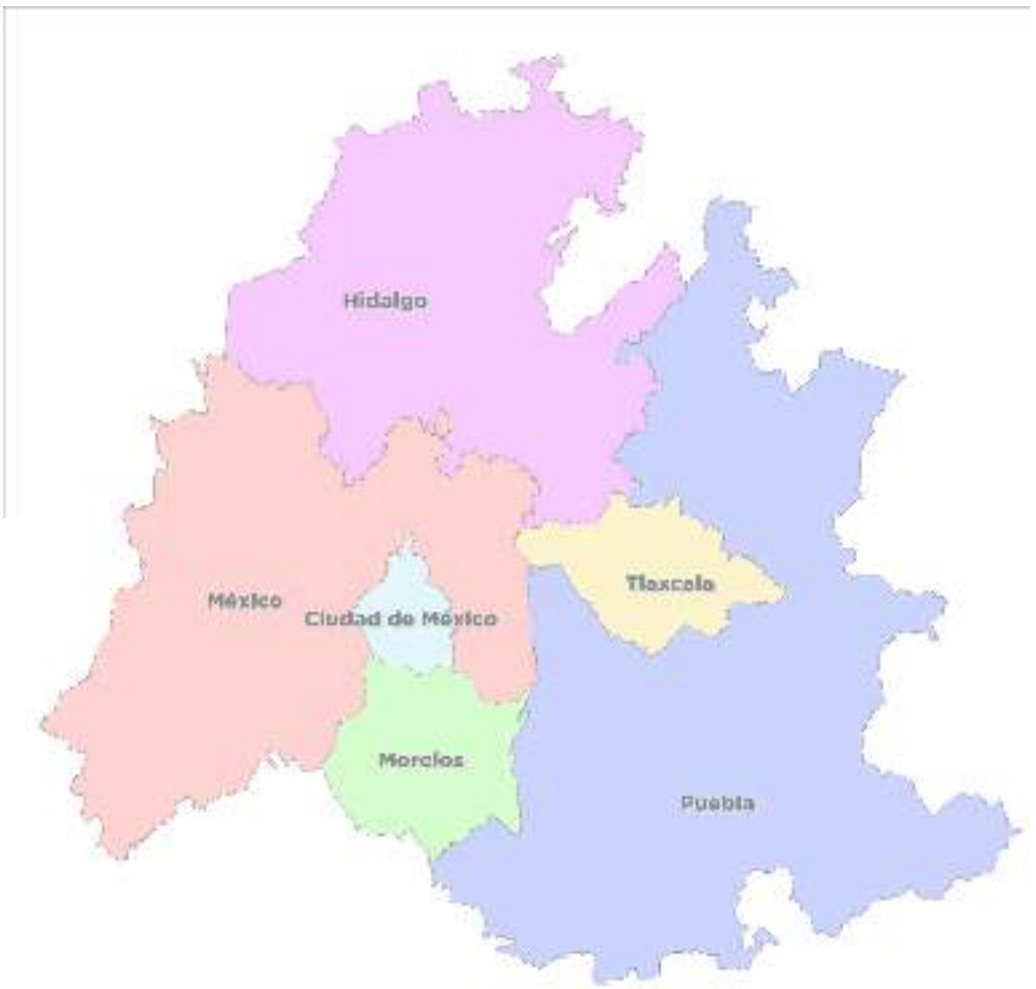 Hidalgo
Tlaxcala
México
Ciudad de México
Morelos
Puebla